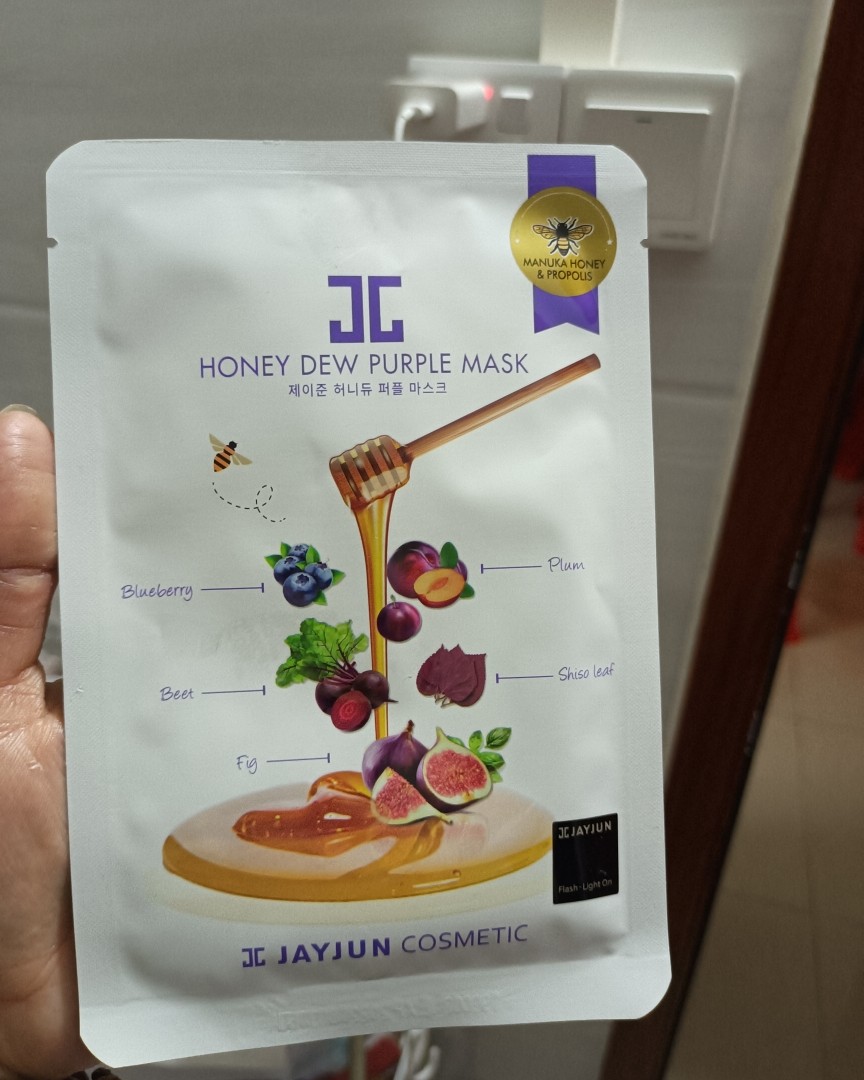 MANUKA HONEY
& PROPOLIS
HONEY DEW PURPLE MASK
제이준 허니듀 퍼플 마스크
Blueberry
Plum
Beet
Shiso leaf
Fig
JAYJUN
Flash·Light On
JAYJUN COSMETIC